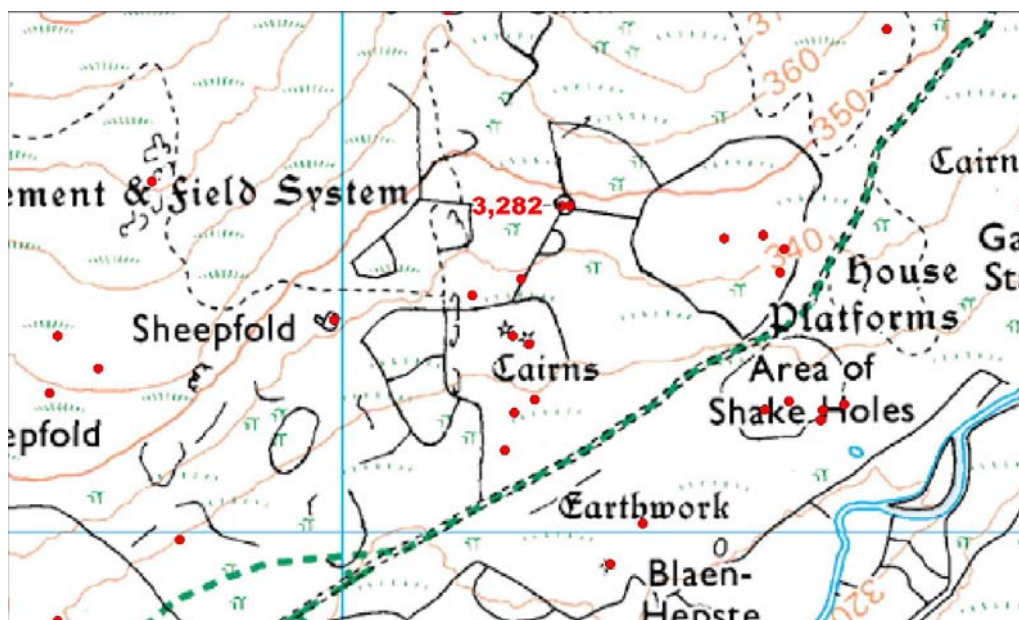 360
350
Cairn
ement & Field System
3,282
340
Ga
House
St
Sheepfold
Platforms
Cairns
Area of
Shake Holes
epfold
Earthwork
Blaen-
Hepste
320